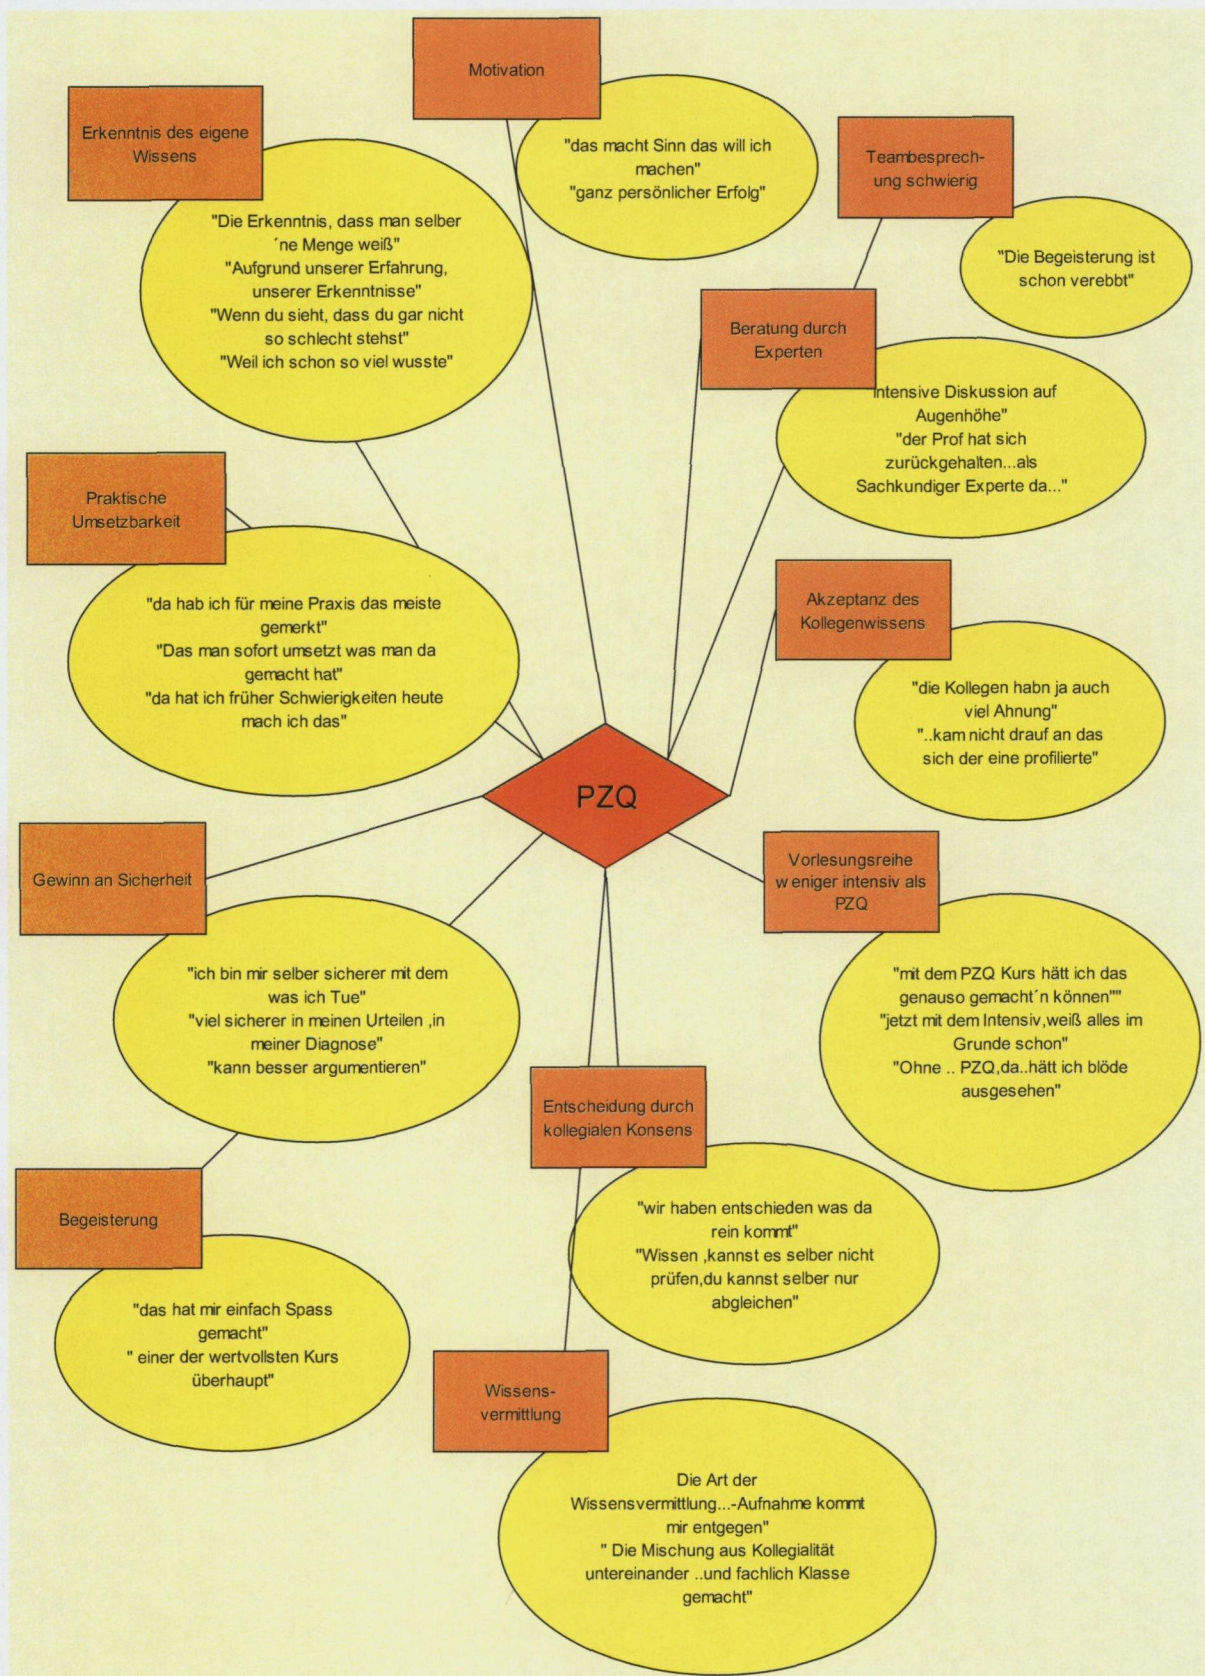 Motivation
"das macht Sinn das will ich
machen"
"ganz persönlicher Erfolg"
Erkenntnis des eigene
Wissens
"Die Erkenntnis, dass man selber
´ne Menge weiß"
"Aufgrund unserer Erfahrung,
unserer Erkenntnisse"
"Wenn du sieht, dass du gar nicht
so schlecht stehst"
"Weil ich schon so viel wusste"
Teambesprech-
ung schwierig
"Die Begeisterung ist
schon verebbt"
Beratung durch
Experten
intensive Diskussion auf
Augenhöhe"
"der Prof hat sich
zurückgehalten...als
Sachkundiger Experte da..."
Praktische
Umsetzbarkeit
"da hab ich für meine Praxis das meiste
gemerkt"
"Das man sofort umsetzt was man da
gemacht hat"
"da hat ich früher Schwierigkeiten heute
mach ich das"
Akzeptanz des
Kollegenwissens
"die Kollegen habn ja auch
viel Ahnung"
"..kam nicht drauf an das
sich der eine profilierte"
PZQ
Gewinn an Sicherheit
"ich bin mir selber sicherer mit dem
was ich Tue"
"viel sicherer in meinen Urteilen ,in
meiner Diagnose"
"kann besser argumentieren"
Vorlesungsreihe
weniger intensiv als
PZQ
"mit dem PZQ Kurs hätt ich das
genauso gemacht´n können""
"jetzt mit dem Intensiv,weiß alles im
Grunde schon"
"Ohne .. PZQ,da..hätt ich blöde
ausgesehen"
Entscheidung durch
kollegialen Konsens
"wir haben entschieden was da
rein kommt"
"Wissen ,kannst es selber nicht
prüfen,du kannst selber nur
abgleichen"
Begeisterung
"das hat mir einfach Spass
gemacht"
" einer der wertvollsten Kurs
überhaupt"
Wissens-
vermittlung
Die Art der
Wissensvermittlung...-Aufnahme kommt
mir entgegen"
" Die Mischung aus Kollegialität
untereinander ..und fachlich Klasse
gemacht"